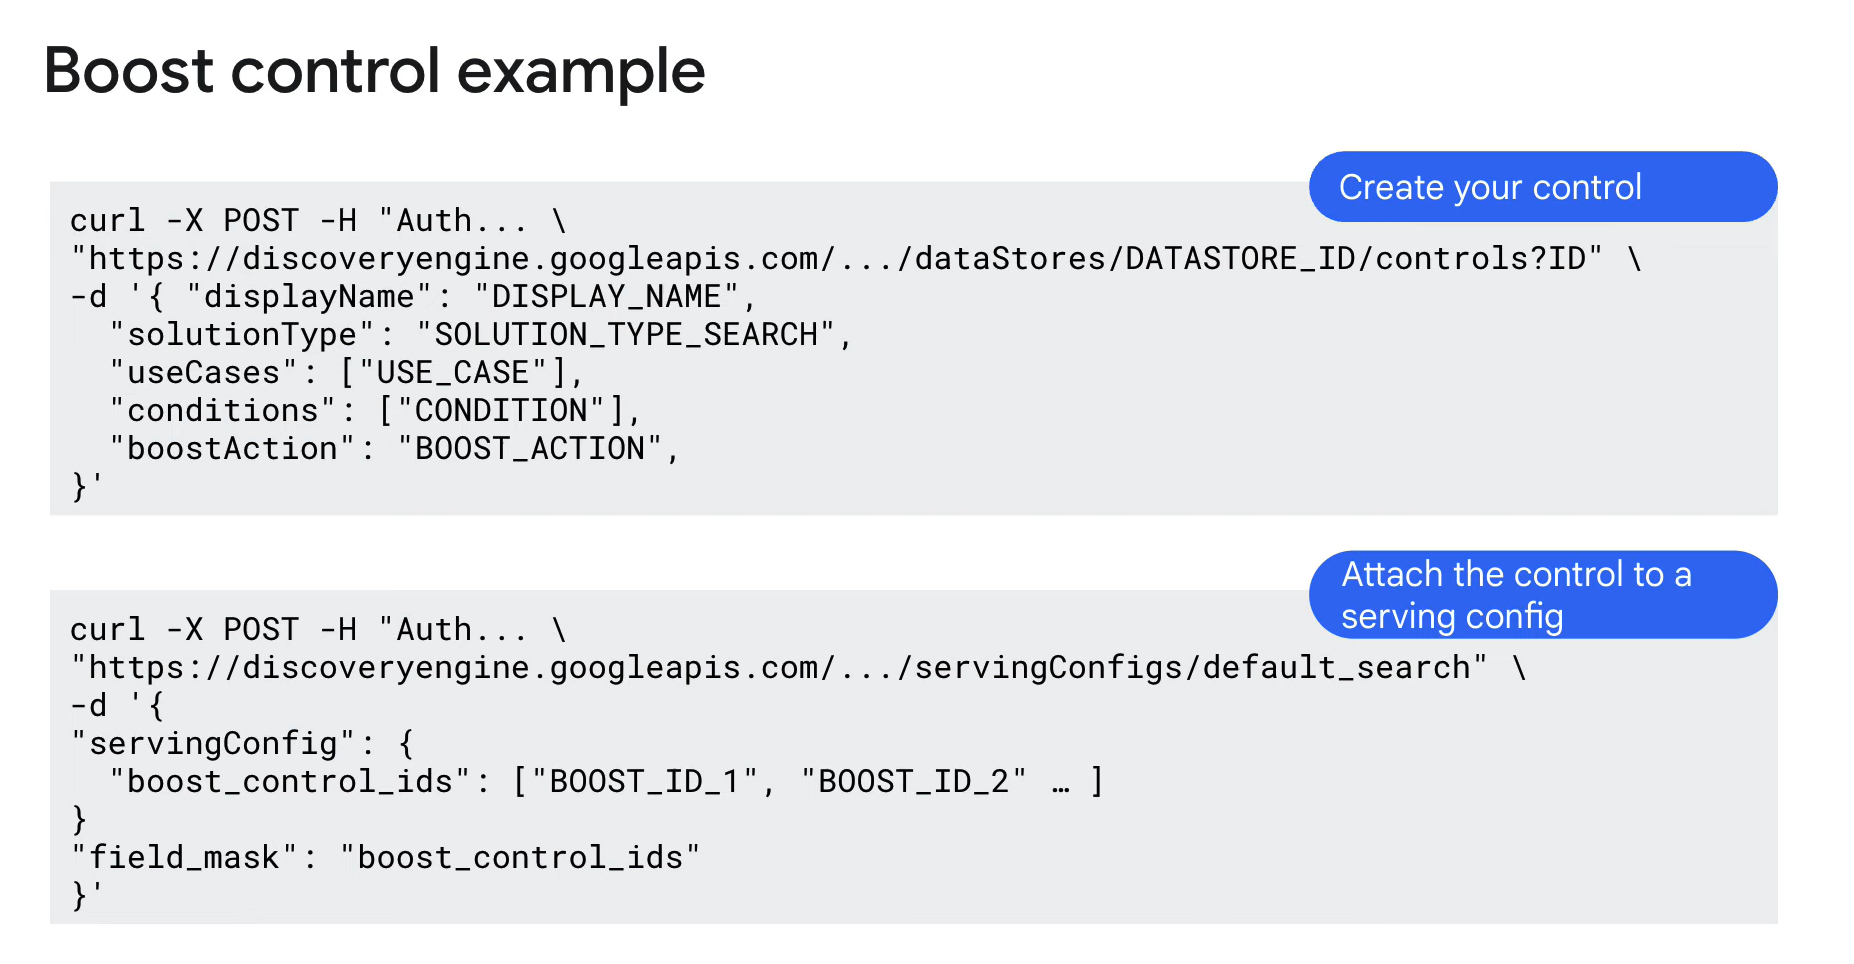 Boost control example
Create your control
curl -X POST -H "Auth... \
"https://discoveryengine.googleapis.com/.../dataStores/DATASTORE_ID/controls?ID" \
-d '{ "displayName": "DISPLAY_NAME",
  "solutionType": "SOLUTION_TYPE_SEARCH",
  "useCases": ["USE_CASE"],
  "conditions": ["CONDITION"],
  "boostAction": "BOOST_ACTION",
}'
Attach the control to a
serving config
curl -X POST -H "Auth... \
"https://discoveryengine.googleapis.com/.../servingConfigs/default_search" \
-d '{
"servingConfig": {
  "boost_control_ids": ["BOOST_ID_1", "BOOST_ID_2" … ]
}
"field_mask": "boost_control_ids"
}'